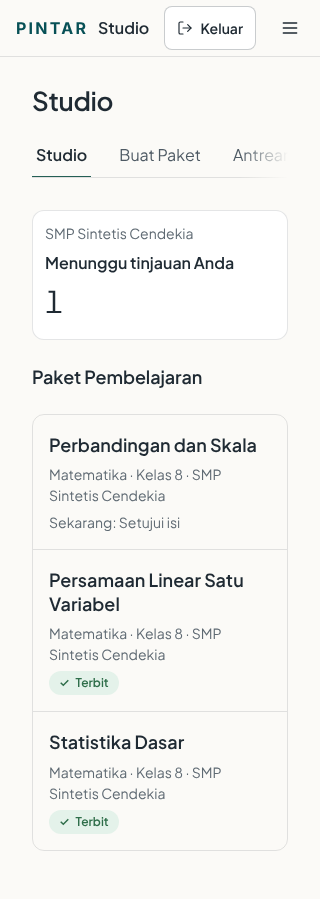 PINTAR Studio Keluar
Studio
Studio Buat Paket Antrea
SMP Sintetis Cendekia
Menunggu tinjauan Anda
1
Paket Pembelajaran
Perbandingan dan Skala
Matematika · Kelas 8 · SMP
Sintetis Cendekia
Sekarang: Setujui isi
Persamaan Linear Satu
Variabel
Matematika · Kelas 8 · SMP
Sintetis Cendekia
Terbit
Statistika Dasar
Matematika · Kelas 8 · SMP
Sintetis Cendekia
Terbit